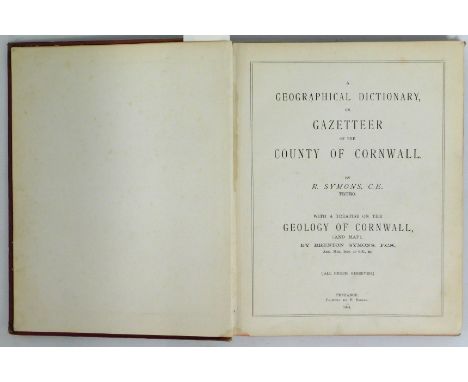 A
GEOGRAPHICAL DICTIONARY,
OR
GAZETTEER
OF THE
COUNTY OF CORNWALL.
BY
R. SYMONS, C.E.
TRURO.
WITH A TREATISE ON THE
GEOLOGY OF CORNWALL,
(AND MAP),
BY BRENTON SYMONS, F.C.S.
[ALL RIGHTS RESERVED]
PENZANCE: